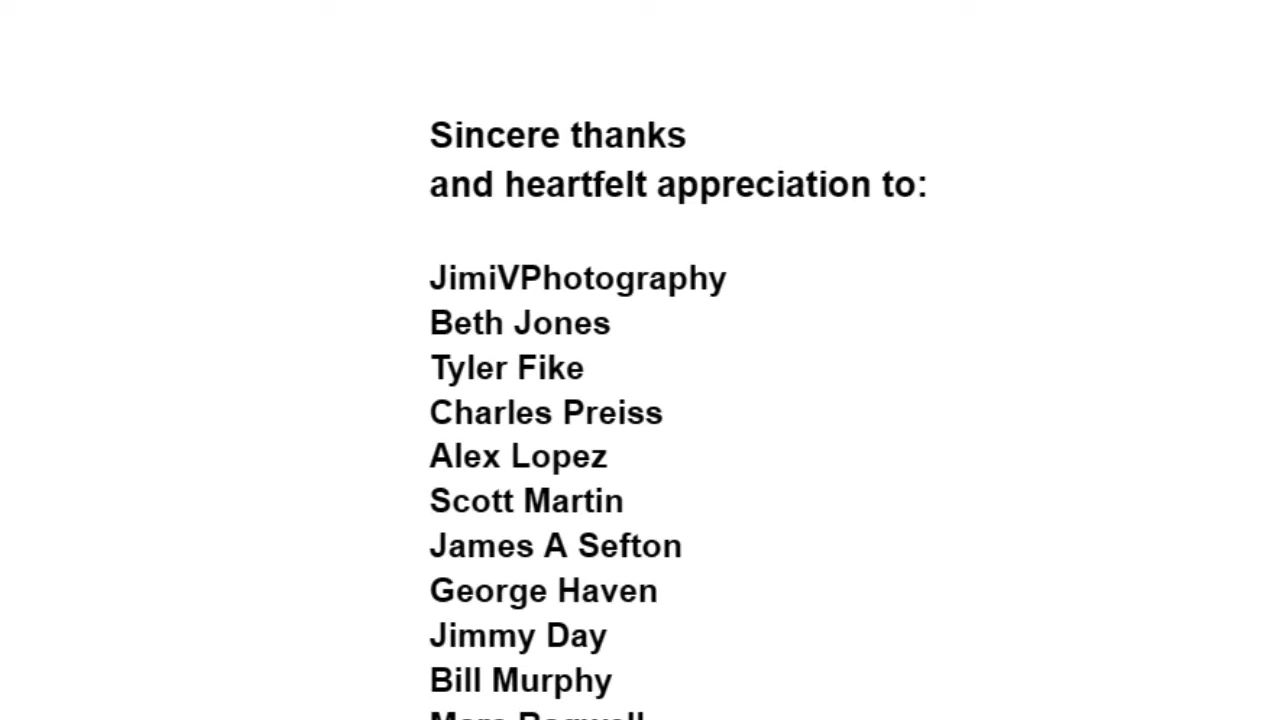 Sincere thanks
and heartfelt appreciation to:
JimiVPhotography
Beth Jones
Tyler Fike
Charles Preiss
Alex Lopez
Scott Martin
James A Sefton
George Haven
Jimmy Day
Bill Murphy